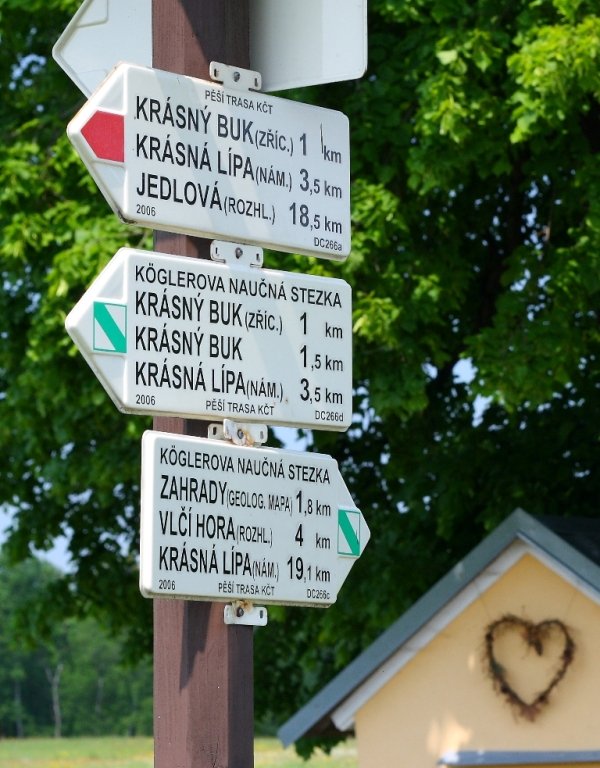 PĚŠÍ TRASA KČT
KRÁSNÝ BUK (ZŘÍC.) 1 km
KRÁSNÁ LÍPA (NÁM.) 3,5 km
JEDLOVÁ (ROZHL.) 18,5 km
2006 DC266a
KÖGLEROVA NAUČNÁ STEZKA
KRÁSNÝ BUK (ZŘÍC.) 1 km
KRÁSNÝ BUK 1,5 km
KRÁSNÁ LÍPA (NÁM.) 3,5 km
2006 PĚŠÍ TRASA KČT DC266d
KÖGLEROVA NAUČNÁ STEZKA
ZAHRADY (GEOLOG. MAPA) 1,8 km
VLČÍ HORA (ROZHL.) 4 km
KRÁSNÁ LÍPA (NÁM.) 19,1 km
2006 PĚŠÍ TRASA KČT DC266c